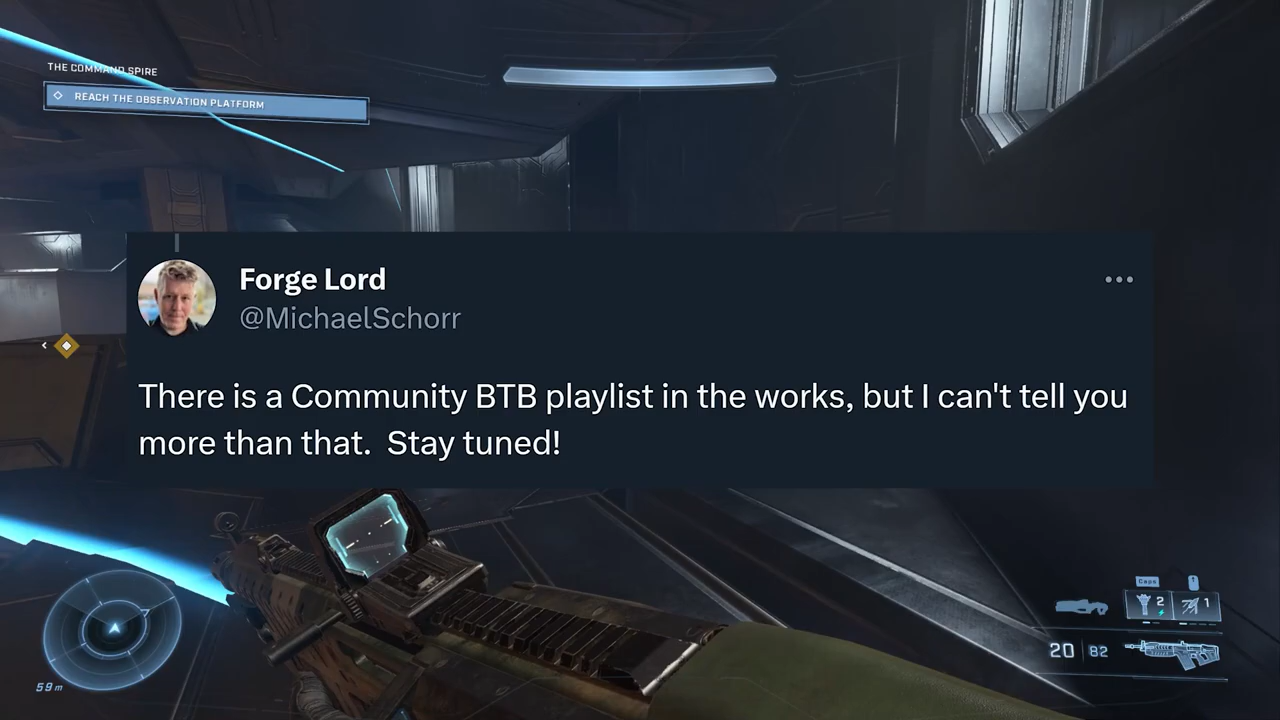 THE COMMAND SPIRE
REACH THE OBSERVATION PLATFORM
Forge Lord
@MichaelSchorr
There is a Community BTB playlist in the works, but I can't tell you
more than that.  Stay tuned!
Caps
2
1
20
82
59m